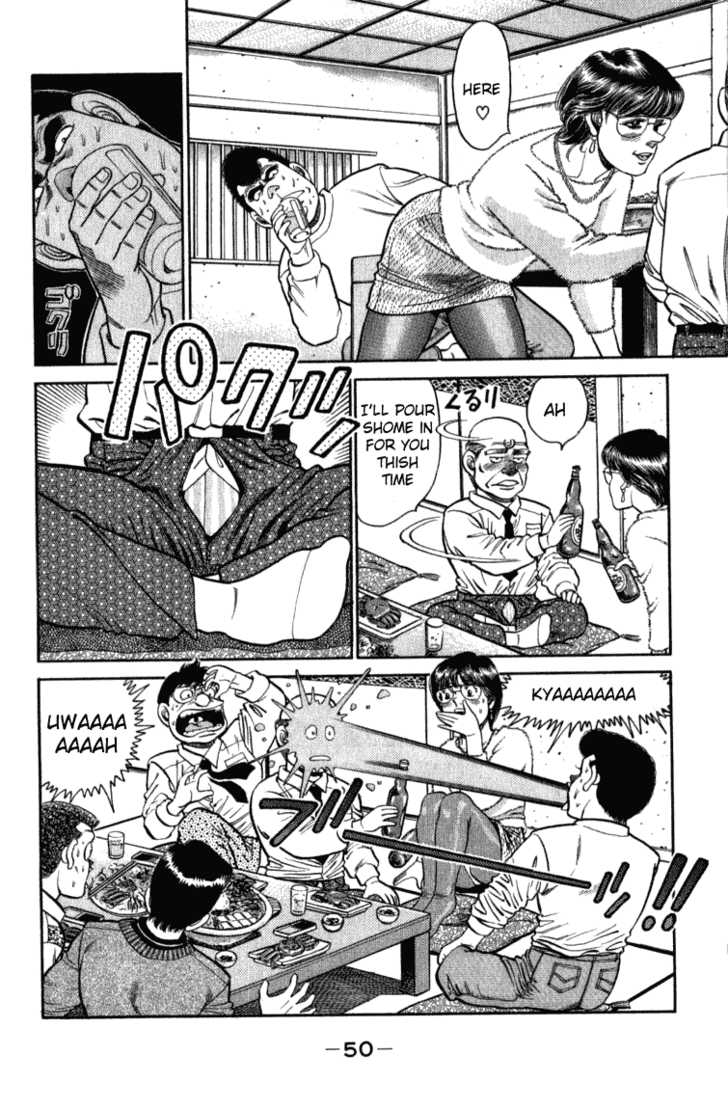 HERE
♡
ゴクリ
AH
くるり
I'LL POUR
SHOME IN
FOR YOU
THISH
TIME
パクッ
KYAAAAAAAA
UWAAAA
AAAAH
ブーッ!!
—50—